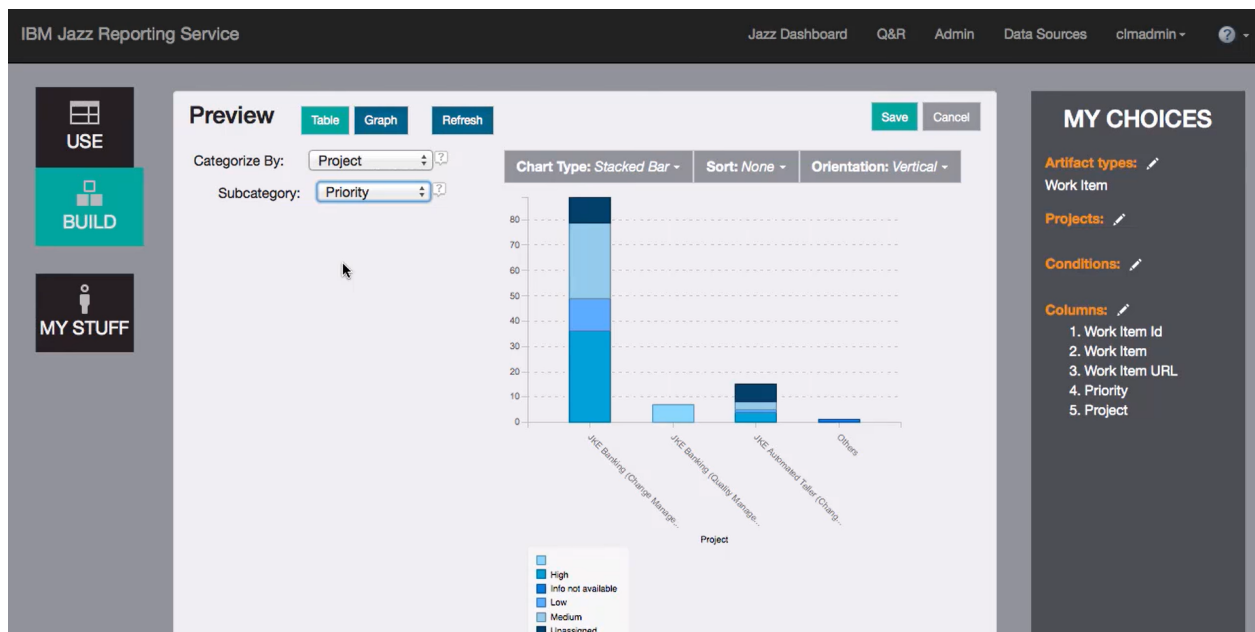 IBM Jazz Reporting Service
Jazz Dashboard Q&R Admin Data Sources clmadmin
?
USE
BUILD
MY STUFF
Preview Table Graph Refresh Save Cancel
Categorize By: Project ?
Subcategory: Priority ?
Chart Type: Stacked Bar Sort: None Orientation: Vertical
80
70
60
50
40
30
20
10
0
JKE Banking (Change Manage...
JKE Banking (Quality Manage...
JKE Automated Teller (Chang...
Others
Project
High
Info not available
Low
Medium
Unassigned
MY CHOICES
Artifact types:
Work Item
Projects:
Conditions:
Columns:
1. Work Item Id
2. Work Item
3. Work Item URL
4. Priority
5. Project